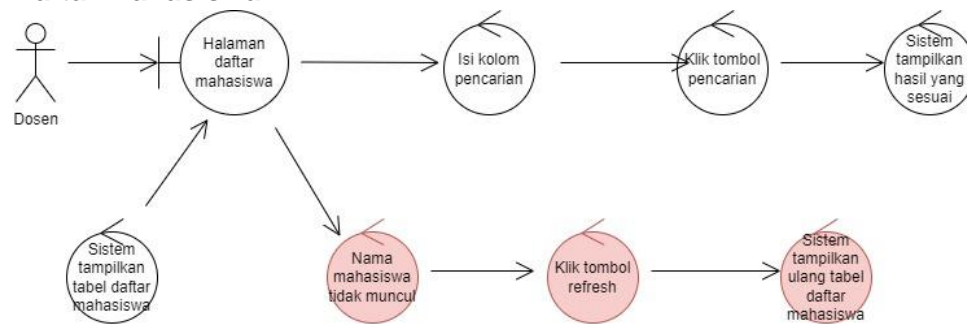 Halaman
daftar
mahasiswa
Isi kolom
pencarian
Klik tombol
pencarian
Sistem
tampilkan
hasil yang
sesuai
Dosen
Sistem
tampilkan
tabel daftar
mahasiswa
Nama
mahasiswa
tidak muncul
Klik tombol
refresh
Sistem
tampilkan
ulang tabel
daftar
mahasiswa